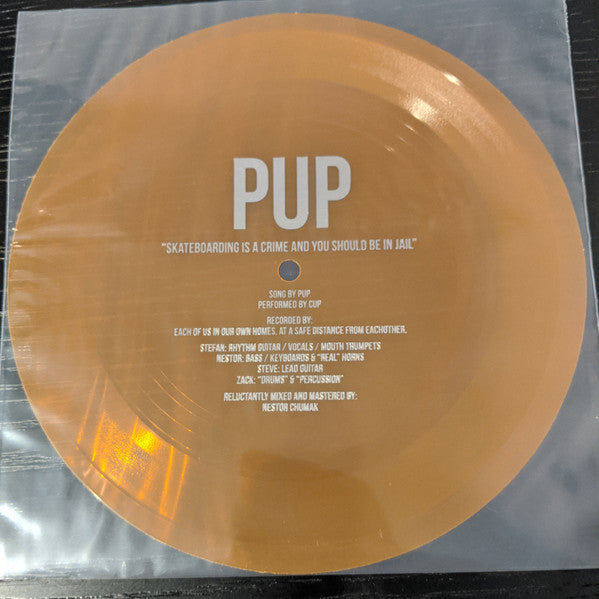 PUP
"SKATEBOARDING IS A CRIME AND YOU SHOULD BE IN JAIL"
SONG BY PUP
PERFORMED BY CUP
RECORDED BY:
EACH OF US IN OUR OWN HOMES, AT A SAFE DISTANCE FROM EACHOTHER.
STEFAN: RHYTHM GUITAR / VOCALS / MOUTH TRUMPETS
NESTOR: BASS / KEYBOARDS & "REAL" HORNS
STEVE: LEAD GUITAR
ZACK: "DRUMS" & "PERCUSSION"
RELUCTANTLY MIXED AND MASTERED BY:
NESTOR CHUMAK